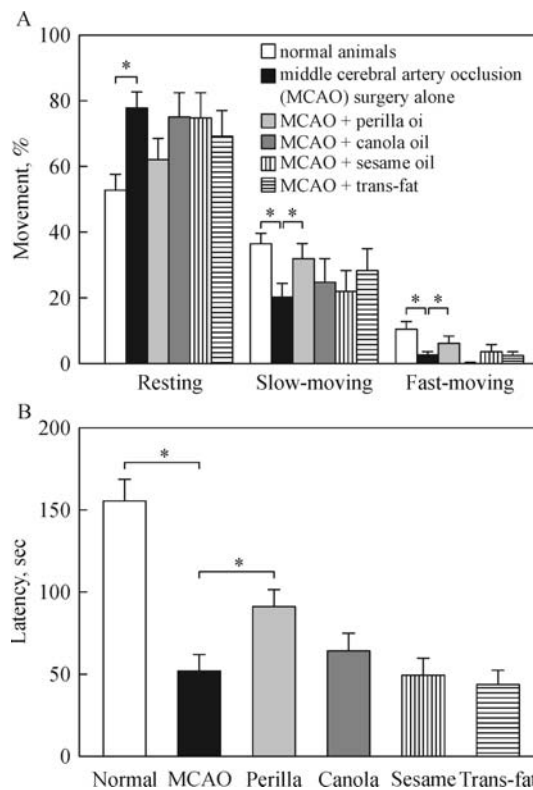 A
100
80
60
40
20
0
Movement, %
normal animals
middle cerebral artery occlusion
(MCAO) surgery alone
MCAO + perilla oi
MCAO + canola oil
MCAO + sesame oil
MCAO + trans-fat
*
* *
* *
Resting Slow-moving Fast-moving
B
200
150
100
50
0
Latency, sec
*
*
Normal MCAO Perilla Canola Sesame Trans-fat